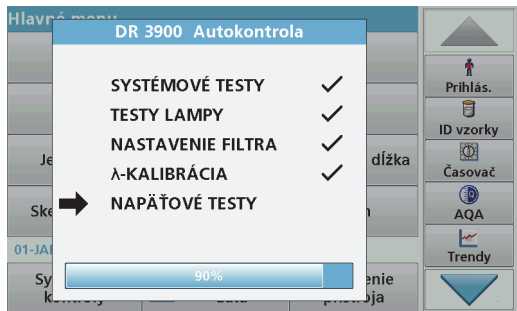 Hlavné menu
DR 3900 Autokontrola
SYSTÉMOVÉ TESTY
TESTY LAMPY
NASTAVENIE FILTRA
λ-KALIBRÁCIA
NAPÄŤOVÉ TESTY
90%
dĺžka
01-JAN
Prihlás.
ID vzorky
Časovač
AQA
Trendy